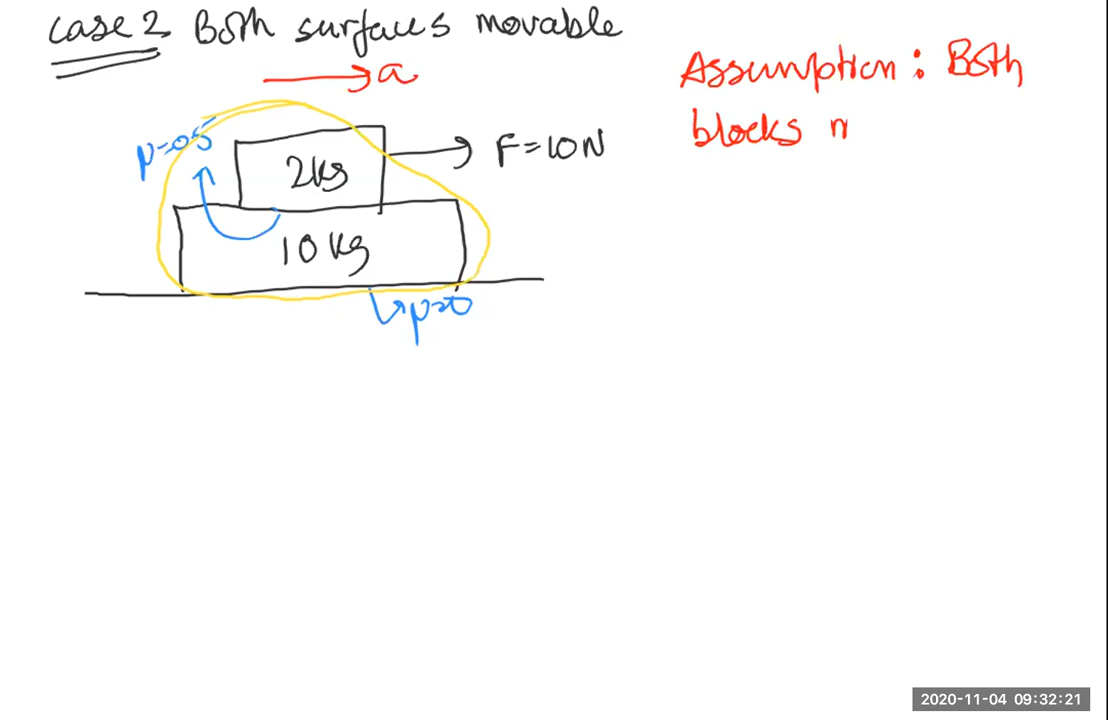 Case 2 Both surfaces movable
a
Assumption: Both
blocks m
μ=0.5
2kg
F=10N
10kg
μ=0
2020-11-04 09:32:21